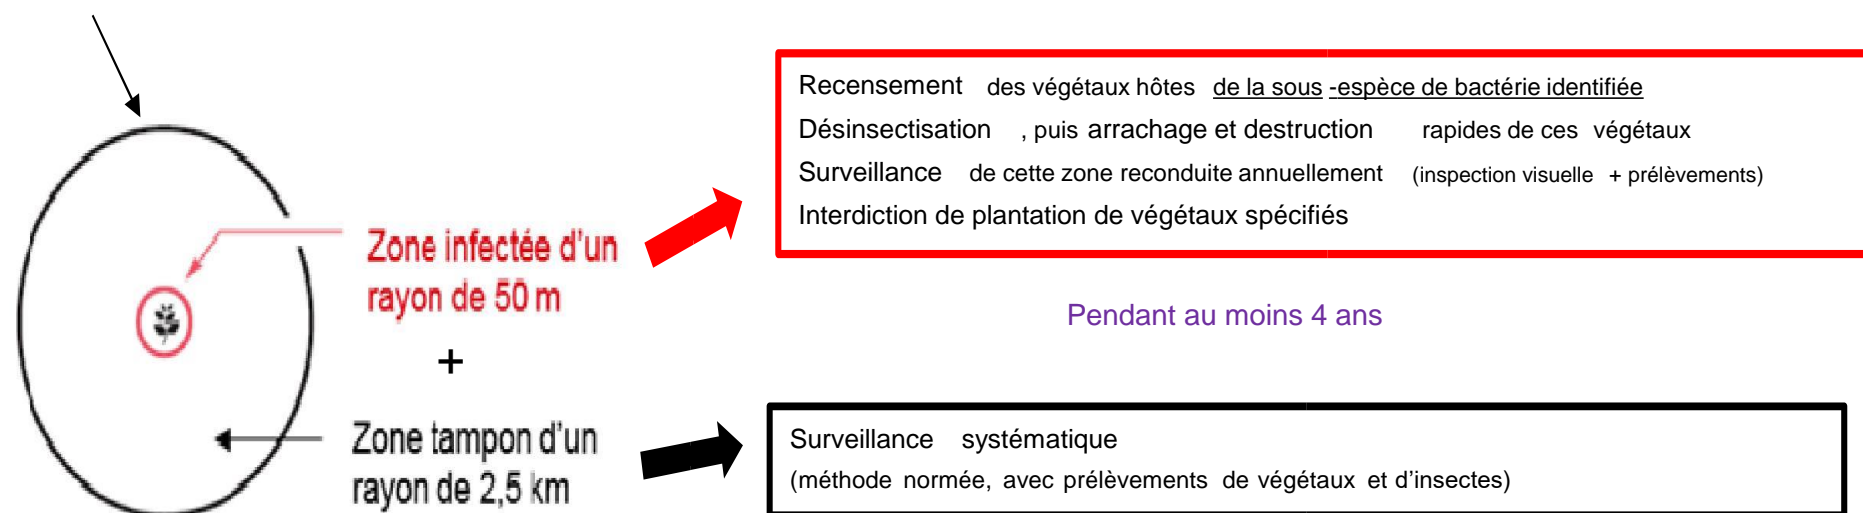 Recensement des végétaux hôtes de la sous -espèce de bactérie identifiée
Désinsectisation , puis arrachage et destruction rapides de ces végétaux
Surveillance de cette zone reconduite annuellement (inspection visuelle + prélèvements)
Interdiction de plantation de végétaux spécifiés
Zone infectée d'un
rayon de 50 m
Pendant au moins 4 ans
+
Zone tampon d'un
rayon de 2,5 km
Surveillance systématique
(méthode normée, avec prélèvements de végétaux et d'insectes)